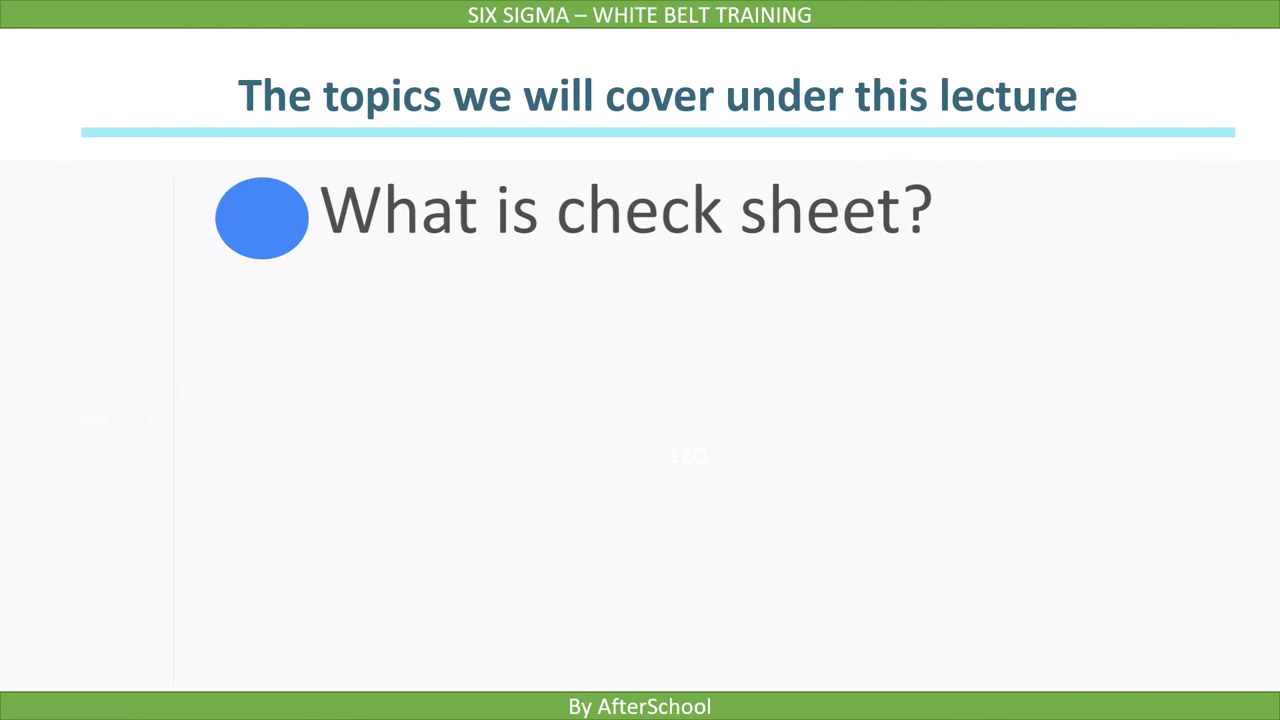 SIX SIGMA – WHITE BELT TRAINING
The topics we will cover under this lecture
What is check sheet?
By AfterSchool